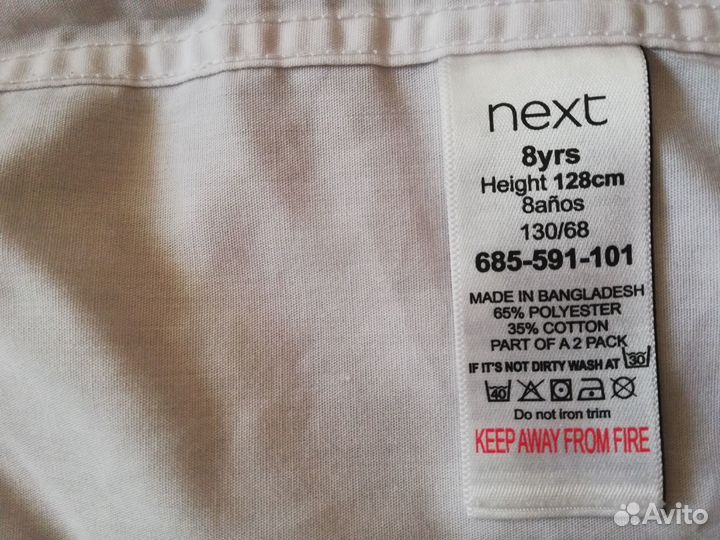 next
8yrs
Height 128cm
8años
130/68
685-591-101
MADE IN BANGLADESH
65% POLYESTER
35% COTTON
PART OF A 2 PACK
IF IT'S NOT DIRTY WASH AT 30
40
Do not iron trim
KEEP AWAY FROM FIRE
Avito